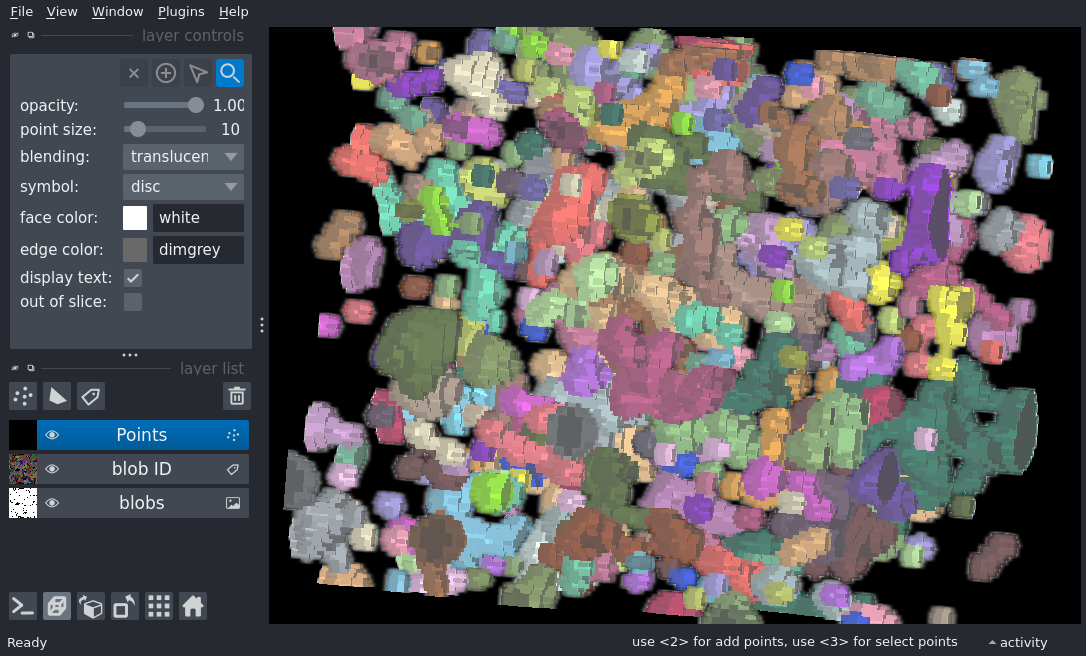 File View Window Plugins Help
layer controls
opacity: 1.00
point size: 10
blending: translucen
symbol: disc
face color: white
edge color: dimgrey
display text:
out of slice:
layer list
Points
blob ID
blobs
Ready use <2> for add points, use <3> for select points activity